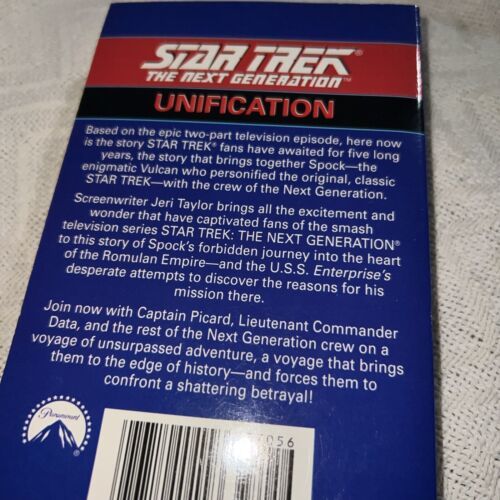 STAR TREK®
THE NEXT GENERATION™
UNIFICATION
Based on the epic two-part television episode, here now
is the story STAR TREK® fans have awaited for five long
years, the story that brings together Spock—the
enigmatic Vulcan who personified the original, classic
STAR TREK—with the crew of the Next Generation.
Screenwriter Jeri Taylor brings all the excitement and
wonder that have captivated fans of the smash
television series STAR TREK: THE NEXT GENERATION®
to this story of Spock's forbidden journey into the heart
of the Romulan Empire—and the U.S.S. Enterprise's
desperate attempts to discover the reasons for his
mission there.
Join now with Captain Picard, Lieutenant Commander
Data, and the rest of the Next Generation crew on a
voyage of unsurpassed adventure, a voyage that brings
them to the edge of history—and forces them to
confront a shattering betrayal!
Paramount
056